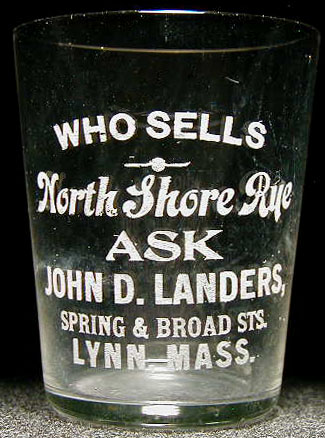 WHO SELLS
North Shore Rye
ASK
JOHN D. LANDERS,
SPRING & BROAD STS.
LYNN. MASS.